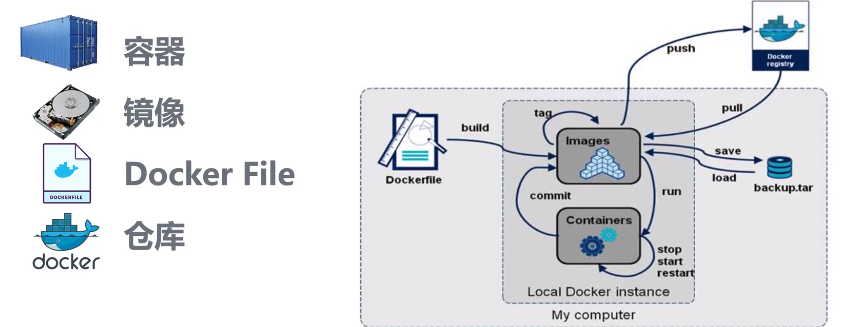 容器
镜像
DOCKERFILE
Docker File
docker
仓库
Docker
registry
push
pull
tag
build
Images
save
load
backup.tar
Dockerfile
commit
run
Containers
stop
start
restart
Local Docker instance
My computer